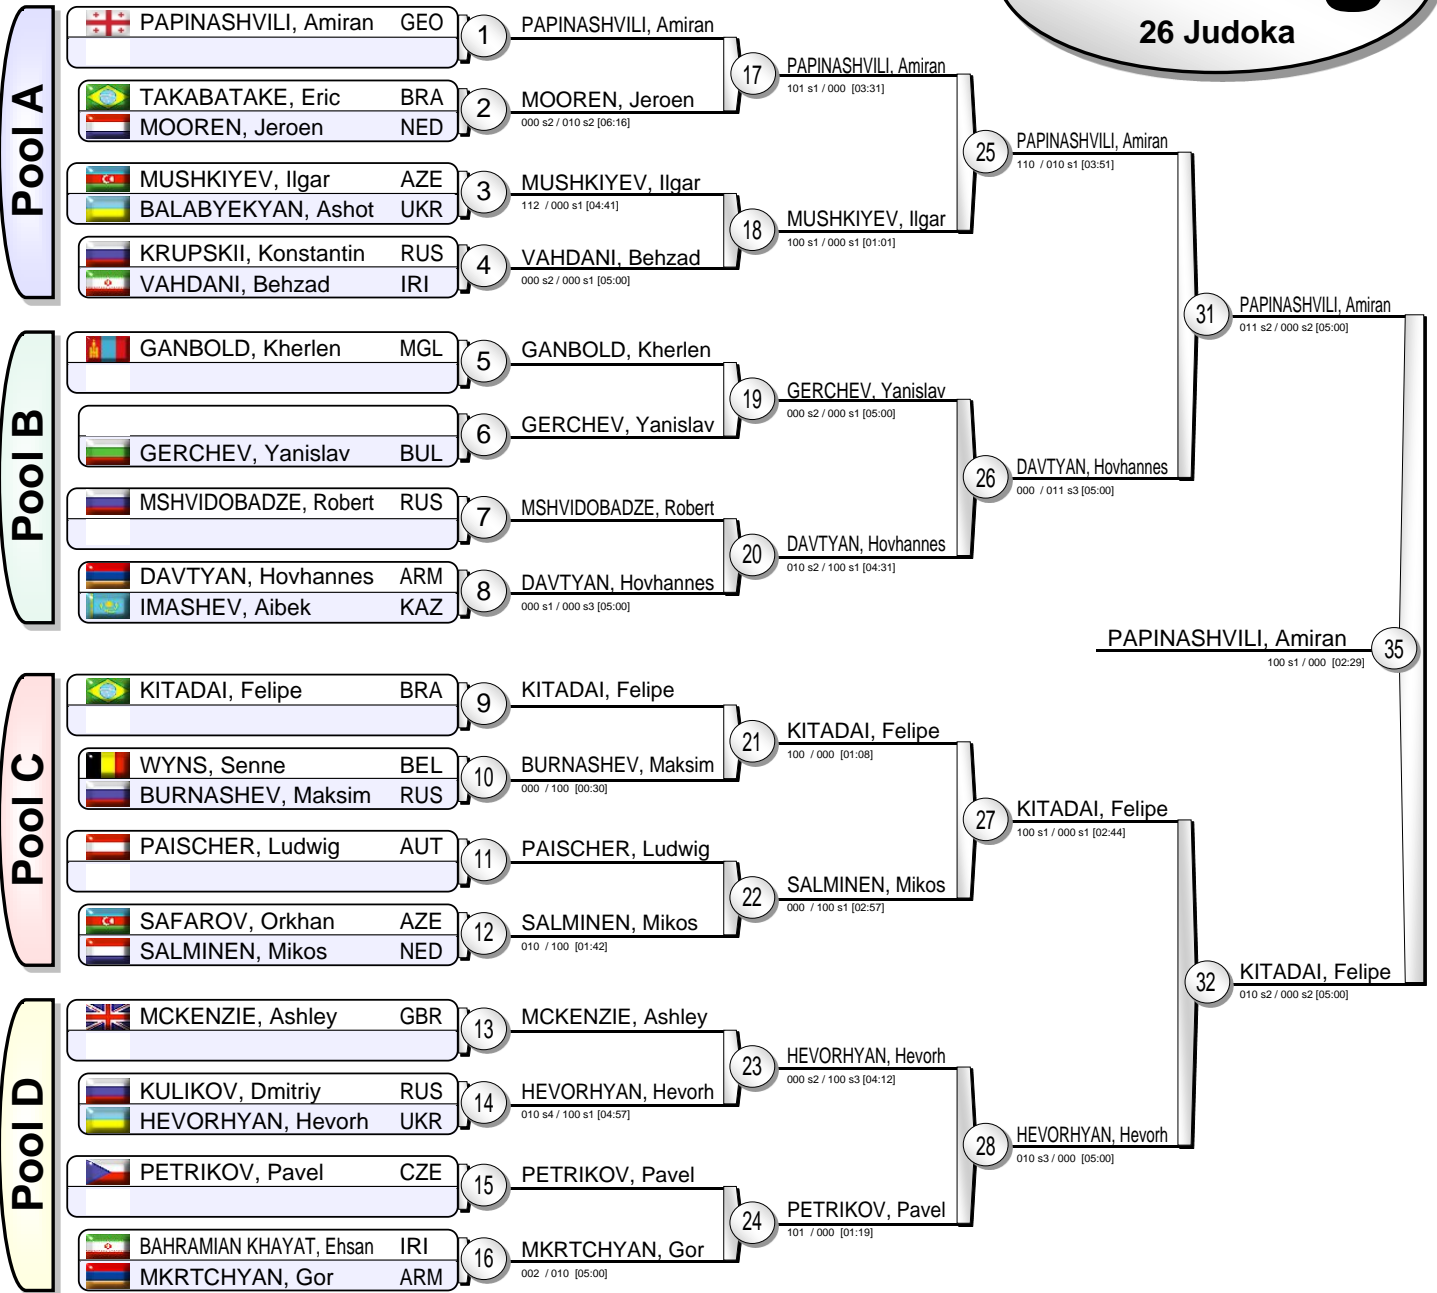 26 Judoka
Pool A
PAPINASHVILI, Amiran GEO
1
PAPINASHVILI, Amiran
TAKABATAKE, Eric BRA
MOOREN, Jeroen NED
2
MOOREN, Jeroen
000 s2 / 010 s2 [06:16]
17
PAPINASHVILI, Amiran
101 s1 / 000 [03:31]
MUSHKIYEV, Ilgar AZE
BALABYEKYAN, Ashot UKR
3
MUSHKIYEV, Ilgar
112 / 000 s1 [04:41]
KRUPSKII, Konstantin RUS
VAHDANI, Behzad IRI
4
VAHDANI, Behzad
000 s2 / 000 s1 [05:00]
18
MUSHKIYEV, Ilgar
100 s1 / 000 s1 [01:01]
25
PAPINASHVILI, Amiran
110 / 010 s1 [03:51]
Pool B
GANBOLD, Kherlen MGL
5
GANBOLD, Kherlen
6
GERCHEV, Yanislav BUL
GERCHEV, Yanislav
19
GERCHEV, Yanislav
000 s2 / 000 s1 [05:00]
MSHVIDOBADZE, Robert RUS
7
MSHVIDOBADZE, Robert
DAVTYAN, Hovhannes ARM
IMASHEV, Aibek KAZ
8
DAVTYAN, Hovhannes
000 s1 / 000 s3 [05:00]
20
DAVTYAN, Hovhannes
010 s2 / 100 s1 [04:31]
26
DAVTYAN, Hovhannes
000 / 011 s3 [05:00]
31
PAPINASHVILI, Amiran
011 s2 / 000 s2 [05:00]
PAPINASHVILI, Amiran
35
100 s1 / 000 [02:29]
Pool C
KITADAI, Felipe BRA
9
KITADAI, Felipe
WYNS, Senne BEL
BURNASHEV, Maksim RUS
10
BURNASHEV, Maksim
000 / 100 [00:30]
21
KITADAI, Felipe
100 / 000 [01:08]
PAISCHER, Ludwig AUT
11
PAISCHER, Ludwig
SAFAROV, Orkhan AZE
SALMINEN, Mikos NED
12
SALMINEN, Mikos
010 / 100 [01:42]
22
SALMINEN, Mikos
000 / 100 s1 [02:57]
27
KITADAI, Felipe
100 s1 / 000 s1 [02:44]
Pool D
MCKENZIE, Ashley GBR
13
MCKENZIE, Ashley
KULIKOV, Dmitriy RUS
HEVORHYAN, Hevorh UKR
14
HEVORHYAN, Hevorh
010 s4 / 100 s1 [04:57]
23
HEVORHYAN, Hevorh
000 s2 / 100 s3 [04:12]
PETRIKOV, Pavel CZE
15
PETRIKOV, Pavel
BAHRAMIAN KHAYAT, Ehsan IRI
MKRTCHYAN, Gor ARM
16
MKRTCHYAN, Gor
002 / 010 [05:00]
24
PETRIKOV, Pavel
101 / 000 [01:19]
28
HEVORHYAN, Hevorh
010 s3 / 000 [05:00]
32
KITADAI, Felipe
010 s2 / 000 s2 [05:00]